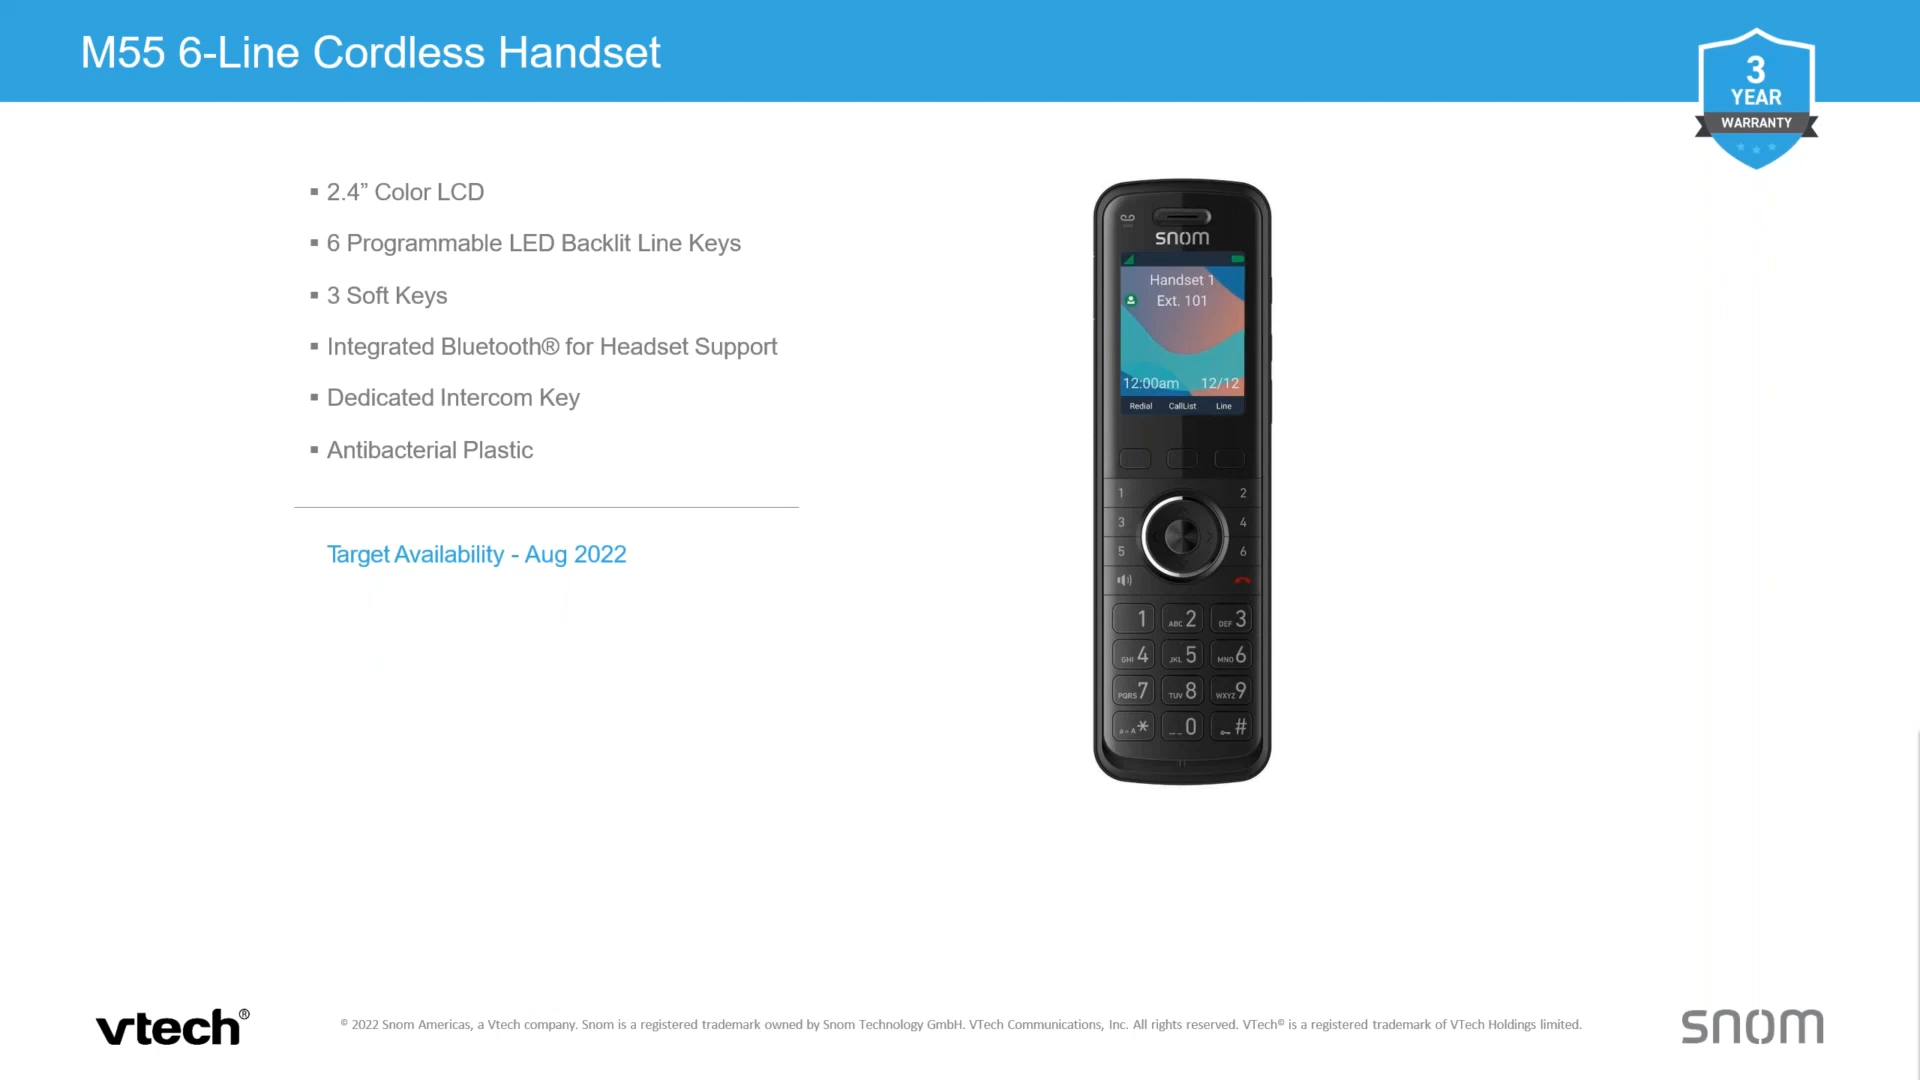 M55 6-Line Cordless Handset
3
YEAR
WARRANTY
▪ 2.4” Color LCD
▪ 6 Programmable LED Backlit Line Keys
▪ 3 Soft Keys
▪ Integrated Bluetooth® for Headset Support
▪ Dedicated Intercom Key
▪ Antibacterial Plastic
Target Availability - Aug 2022
snom
Handset 1
Ext. 101
12:00am 12/12
Redial CallList Line
1 2
3 4
5 6
1 ABC 2 DEF 3
GHI 4 JKL 5 MNO 6
PQRS 7 TUV 8 WXYZ 9
a→A * 0 #
vtech®
© 2022 Snom Americas, a Vtech company. Snom is a registered trademark owned by Snom Technology GmbH. VTech Communications, Inc. All rights reserved. VTech® is a registered trademark of VTech Holdings limited.
snom